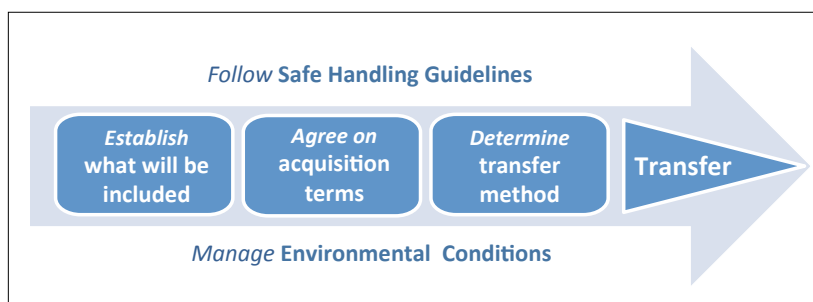 Follow Safe Handling Guidelines
Establish
what will be
included
Agree on
acquisition
terms
Determine
transfer
method
Transfer
Manage Environmental Conditions